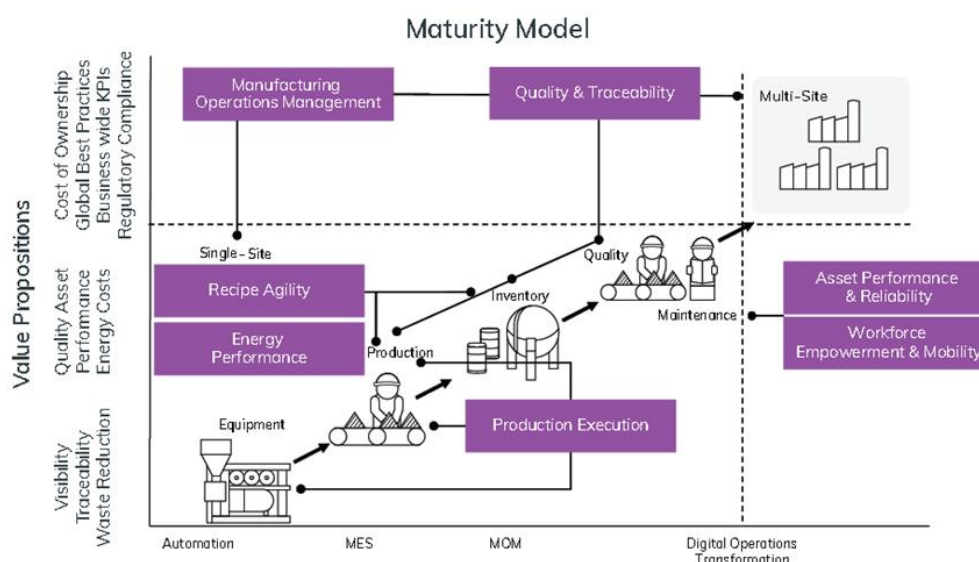 Maturity Model
Value Propositions
Cost of Ownership
Global Best Practices
Business wide KPIs
Regulatory Compliance
Manufacturing
Operations Management
Quality & Traceability
Multi-Site
Single-Site
Quality Asset
Performance
Energy Costs
Recipe Agility
Energy
Performance
Quality
Inventory
Production
Maintenance
Asset Performance
& Reliability
Workforce
Empowerment & Mobility
Visibility
Traceability
Waste Reduction
Equipment
Production Execution
Automation
MES
MOM
Digital Operations
Transformation